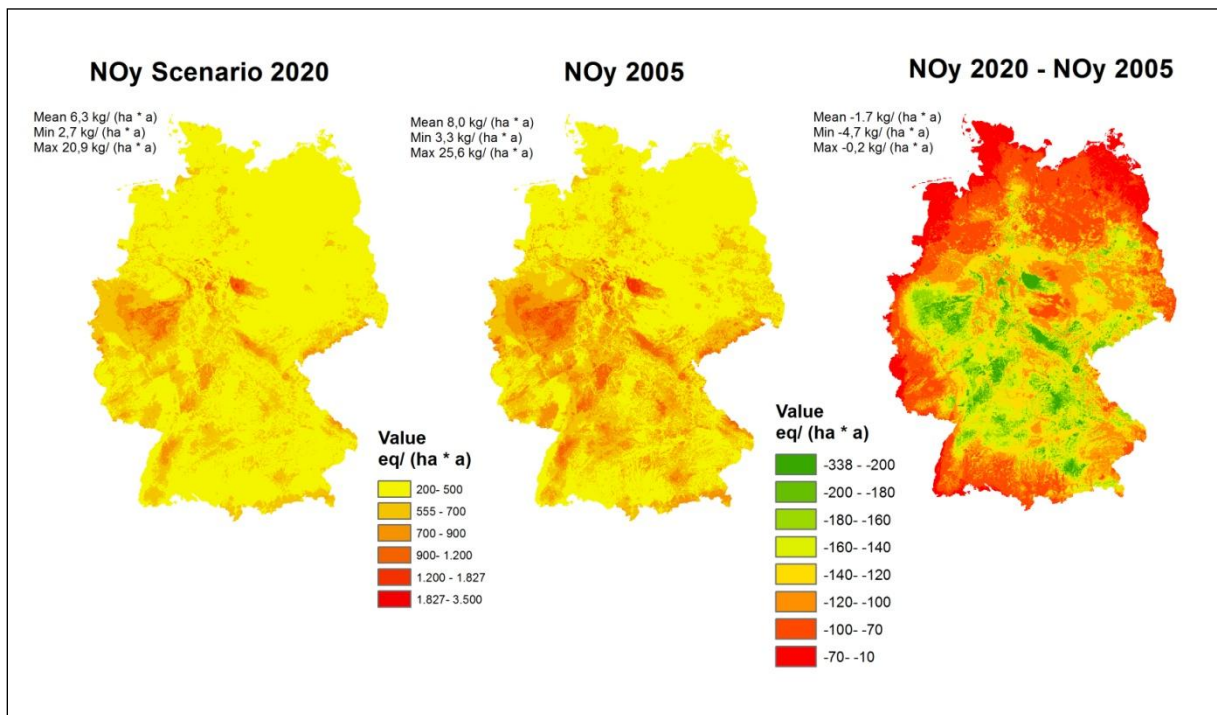 NOy Scenario 2020
Mean 6,3 kg/ (ha * a)
Min 2,7 kg/ (ha * a)
Max 20,9 kg/ (ha * a)
NOy 2005
Mean 8,0 kg/ (ha * a)
Min 3,3 kg/ (ha * a)
Max 25,6 kg/ (ha * a)
NOy 2020 - NOy 2005
Mean -1.7 kg/ (ha * a)
Min -4,7 kg/ (ha * a)
Max -0,2 kg/ (ha * a)
Value
eq/ (ha * a)
200- 500
555 - 700
700 - 900
900- 1.200
1.200 - 1.827
1.827- 3.500
Value
eq/ (ha * a)
-338 - -200
-200 - -180
-180- -160
-160- -140
-140- -120
-120- -100
-100- -70
-70- -10